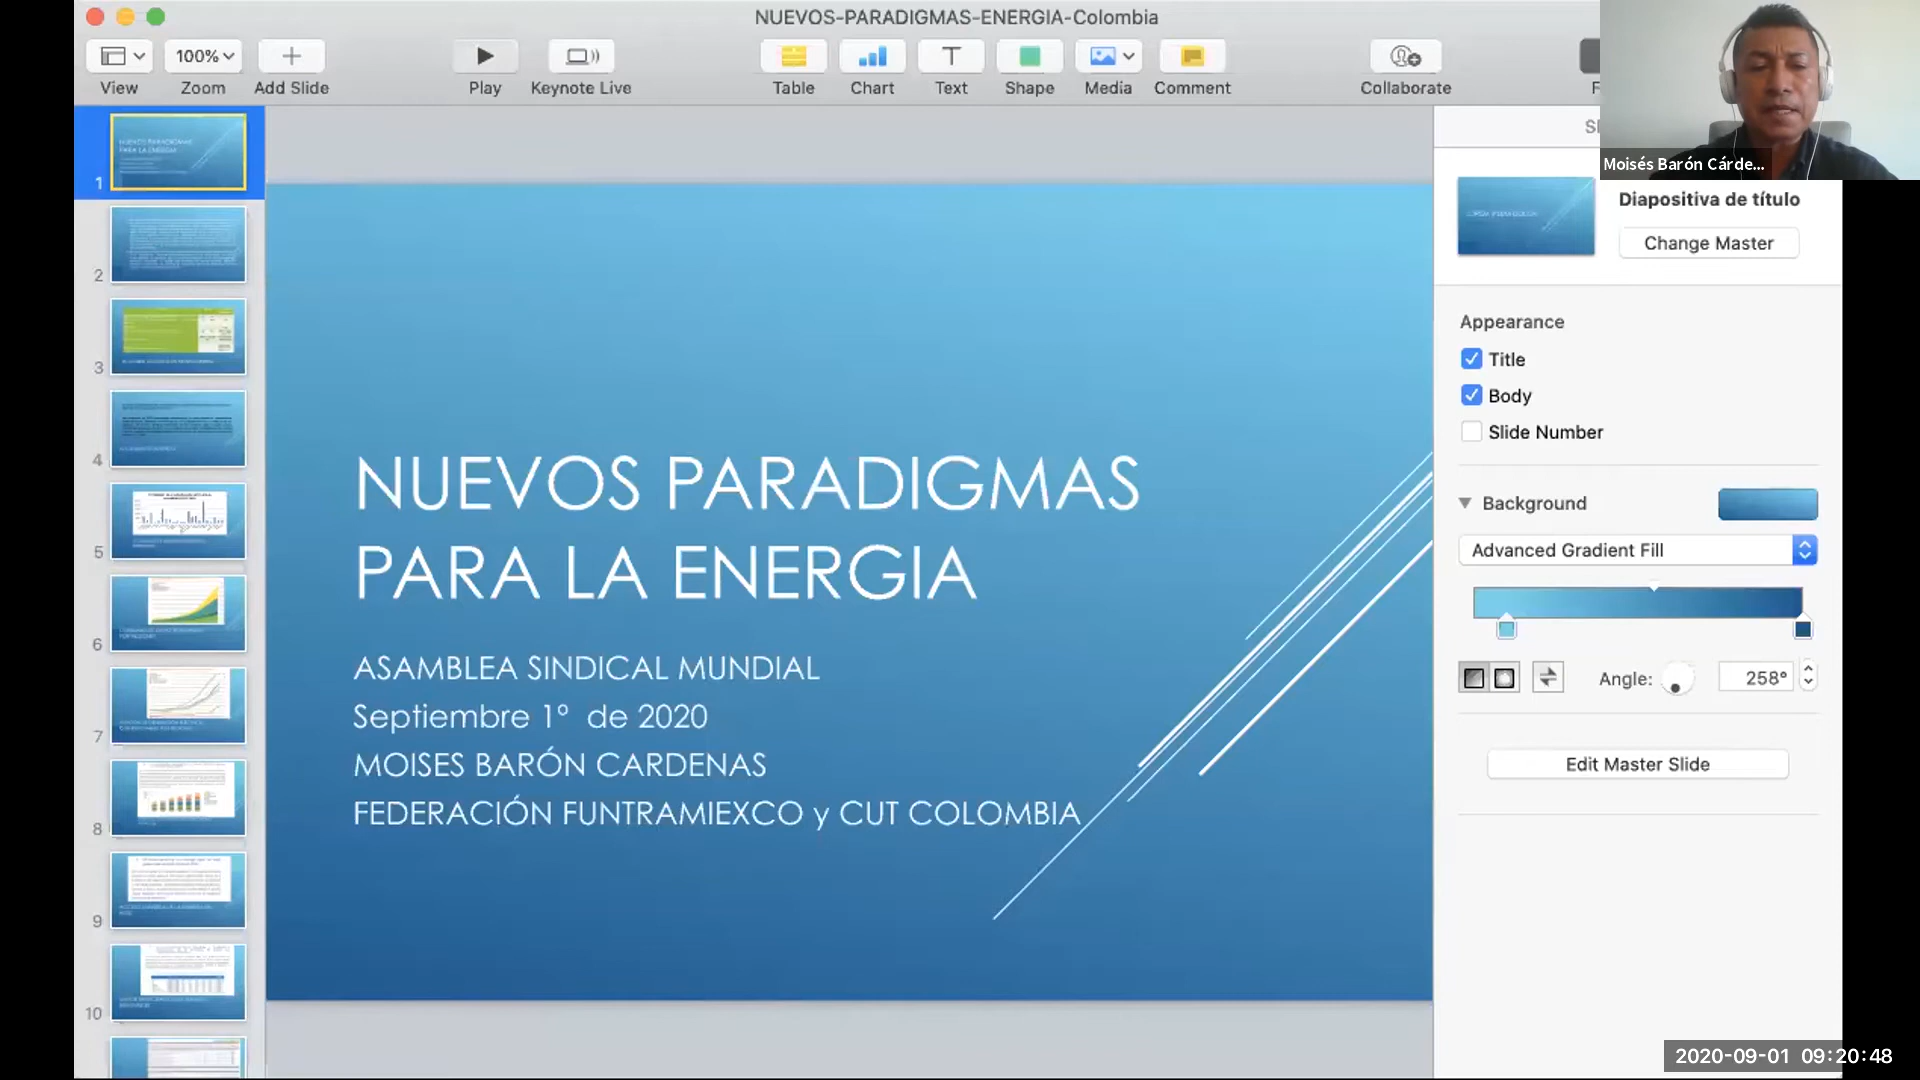 NUEVOS-PARADIGMAS-ENERGIA-Colombia
100%
View
Zoom
Add Slide
Play
Keynote Live
Table
Chart
Text
Shape
Media
Comment
Collaborate
Moisés Barón Cárde...
Diapositiva de título
Change Master
Appearance
Title
Body
Slide Number
Background
Advanced Gradient Fill
Angle:
258°
Edit Master Slide
1
2
3
4
5
6
7
8
9
10
NUEVOS PARADIGMAS
PARA LA ENERGIA
ASAMBLEA SINDICAL MUNDIAL
Septiembre 1º de 2020
MOISES BARÓN CARDENAS
FEDERACIÓN FUNTRAMIEXCO y CUT COLOMBIA
2020-09-01 09:20:48